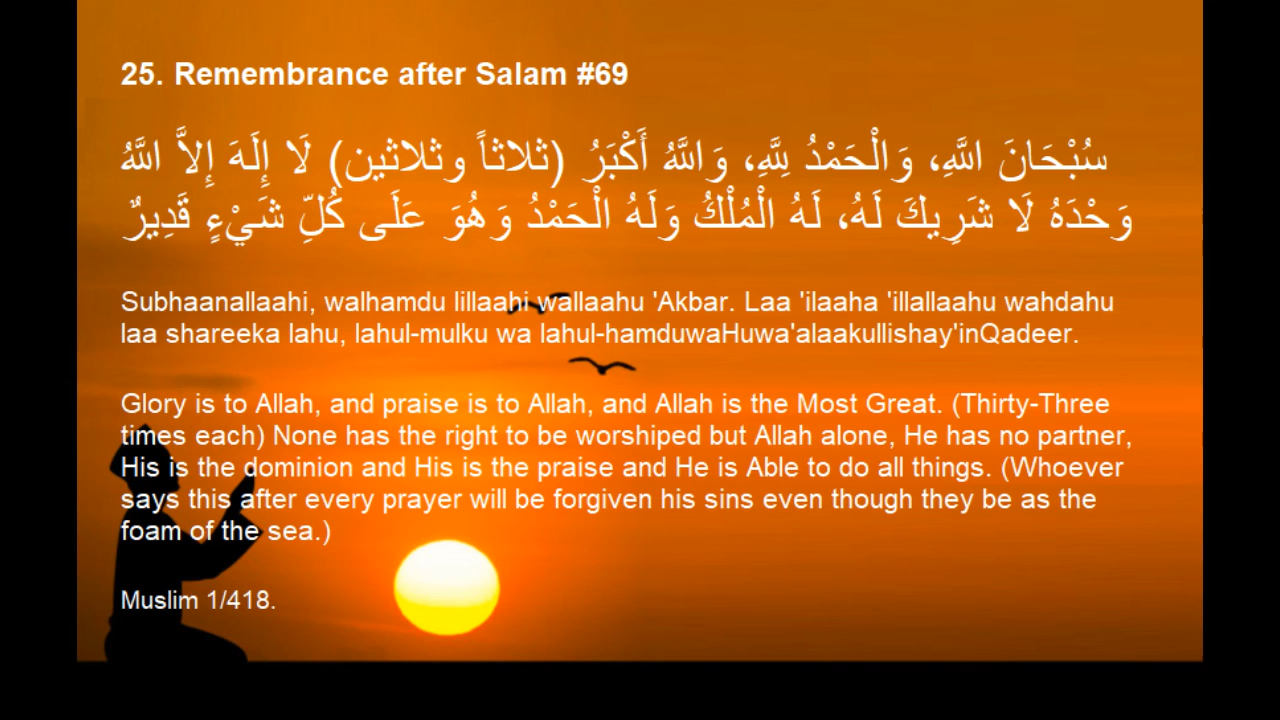 25. Remembrance after Salam #69
سُبْحَانَ اللَّهِ، وَالْحَمْدُ لِلَّهِ، وَاللَّهُ أَكْبَرُ (ثلاثاً وثلاثين) لَا إِلَهَ إِلاَّ اللَّهُ
وَحْدَهُ لَا شَرِيكَ لَهُ، لَهُ الْمُلْكُ وَلَهُ الْحَمْدُ وَهُوَ عَلَى كُلِّ شَيْءٍ قَدِيرٌ
Subhaanallaahi, walhamdu lillaahi wallaahu 'Akbar. Laa 'ilaaha 'illallaahu wahdahu
laa shareeka lahu, lahul-mulku wa lahul-hamduwaHuwa'alaakullishay'inQadeer.
Glory is to Allah, and praise is to Allah, and Allah is the Most Great. (Thirty-Three
times each) None has the right to be worshiped but Allah alone, He has no partner,
His is the dominion and His is the praise and He is Able to do all things. (Whoever
says this after every prayer will be forgiven his sins even though they be as the
foam of the sea.)
Muslim 1/418.